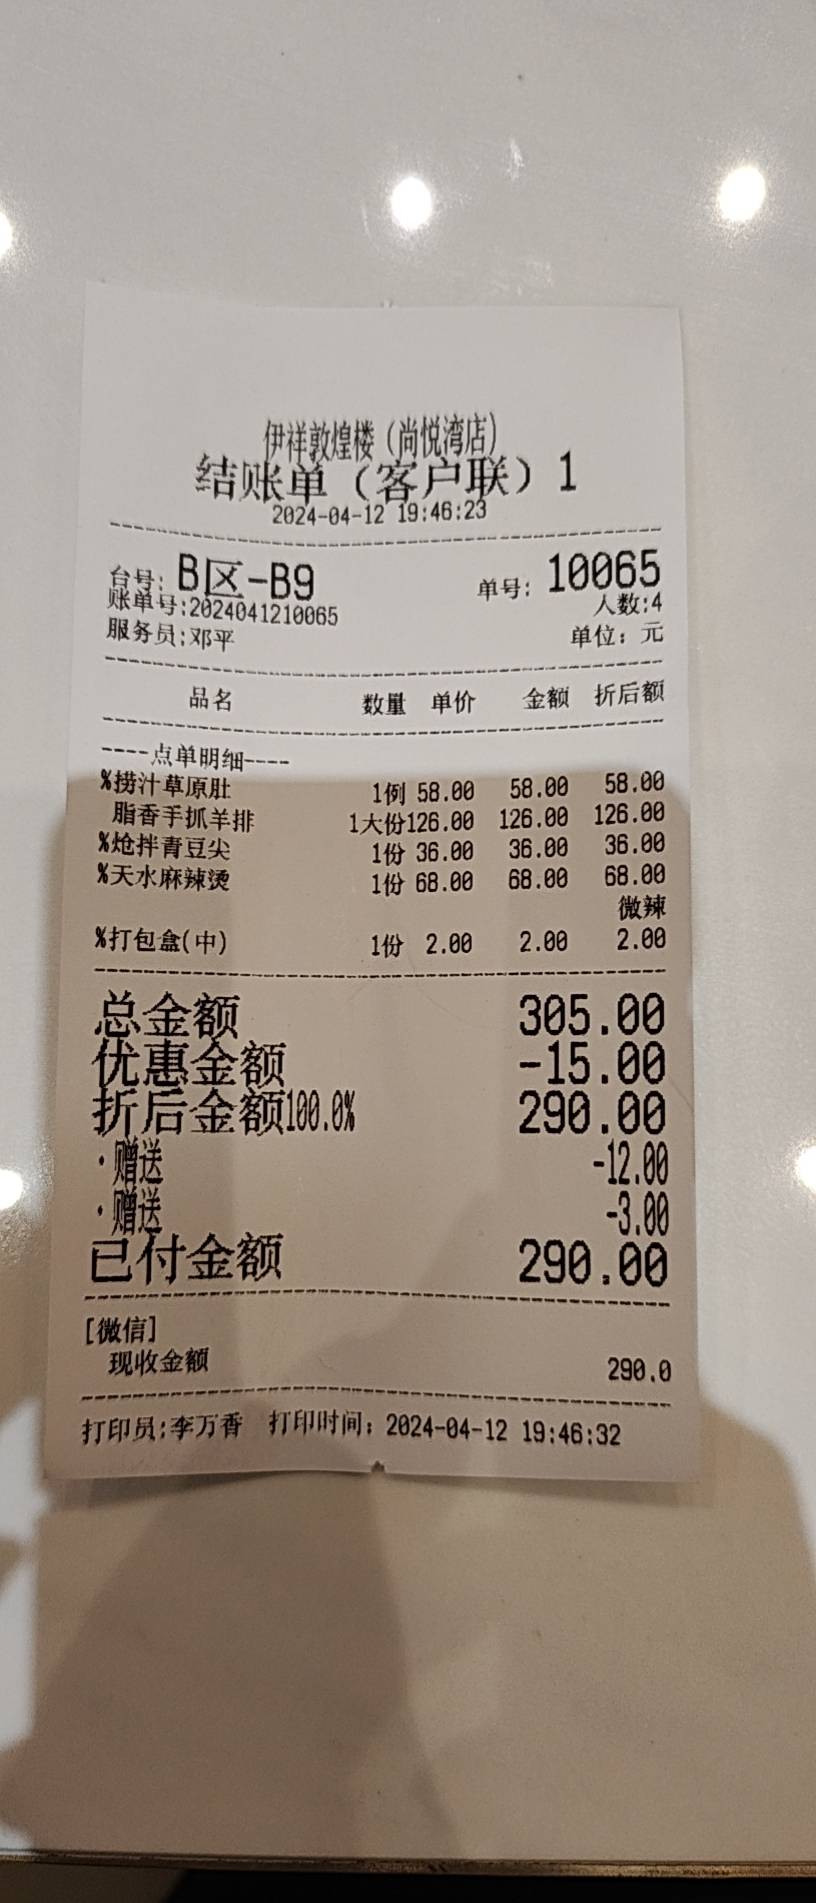 伊祥敦煌楼（尚悦湾店）
结账单（客户联）1
2024-04-12 19:46:23
台号: B区-B9 单号: 10065
账单号:2024041210065 人数:4
服务员:邓平 单位: 元
品名 数量 单价 金额 折后额
----点单明细----
%捞汁草原肚 1例 58.00 58.00 58.00
脂香手抓羊排 1大份126.00 126.00 126.00
%炝拌青豆尖 1份 36.00 36.00 36.00
%天水麻辣烫 1份 68.00 68.00 68.00
微辣
%打包盒(中) 1份 2.00 2.00 2.00
总金额 305.00
优惠金额 -15.00
折后金额100.0% 290.00
·赠送 -12.00
·赠送 -3.00
已付金额 290.00
[微信]
现收金额 290.0
打印员:李万香 打印时间: 2024-04-12 19:46:32